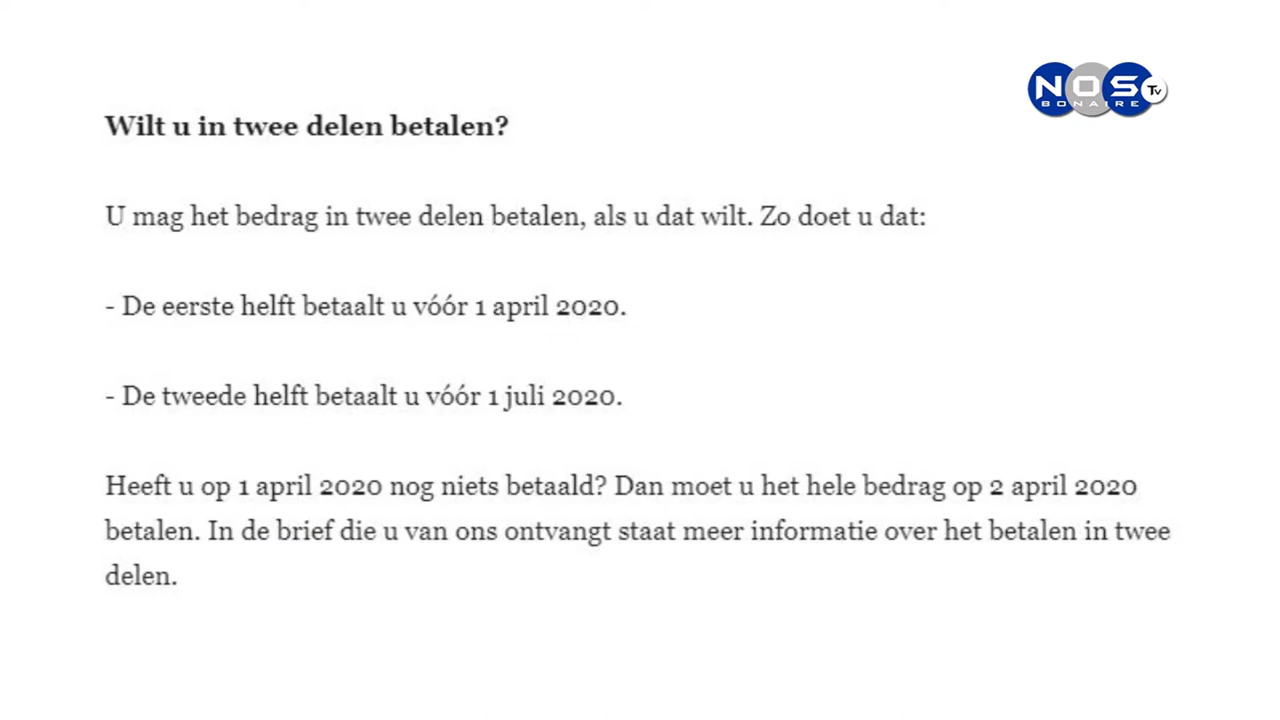 NOS Tv
BONAIRE
Wilt u in twee delen betalen?
U mag het bedrag in twee delen betalen, als u dat wilt. Zo doet u dat:
- De eerste helft betaalt u vóór 1 april 2020.
- De tweede helft betaalt u vóór 1 juli 2020.
Heeft u op 1 april 2020 nog niets betaald? Dan moet u het hele bedrag op 2 april 2020
betalen. In de brief die u van ons ontvangt staat meer informatie over het betalen in twee
delen.